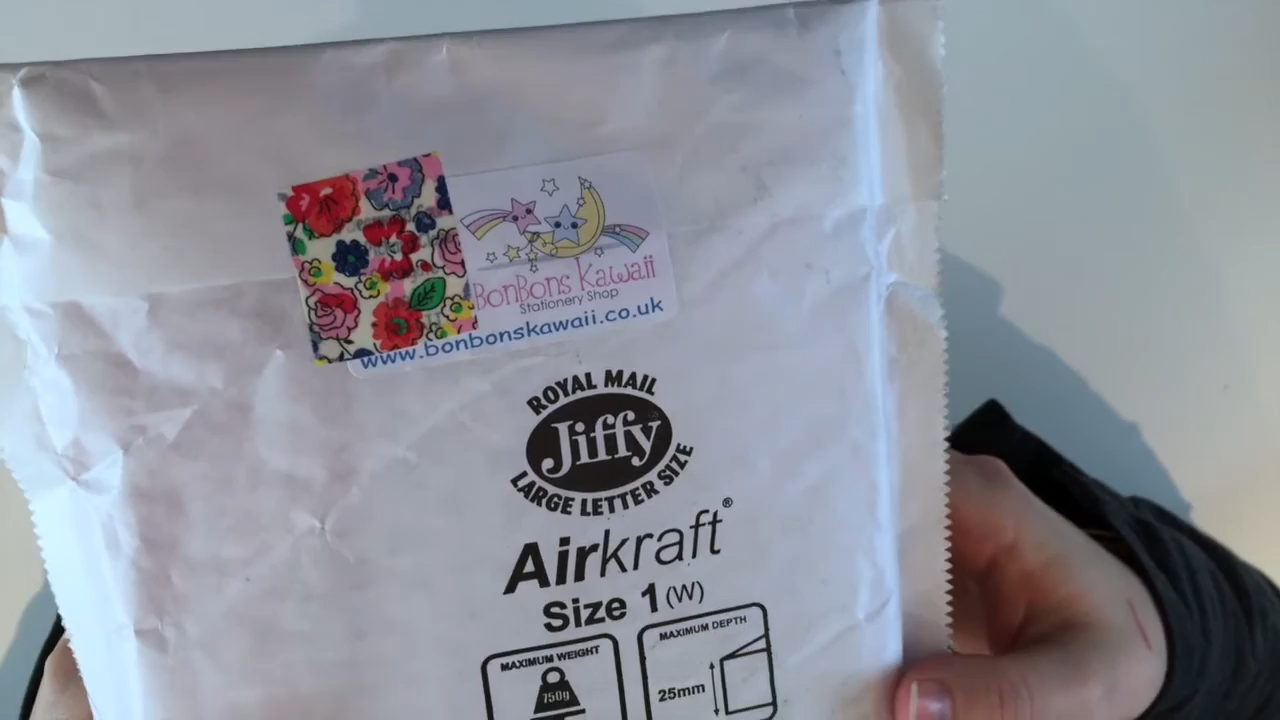 BonBons Kawaii
Stationery Shop
www.bonbonskawaii.co.uk
ROYAL MAIL
Jiffy
LARGE LETTER SIZE
Airkraft®
Size 1 (W)
MAXIMUM WEIGHT
750g
MAXIMUM DEPTH
25mm